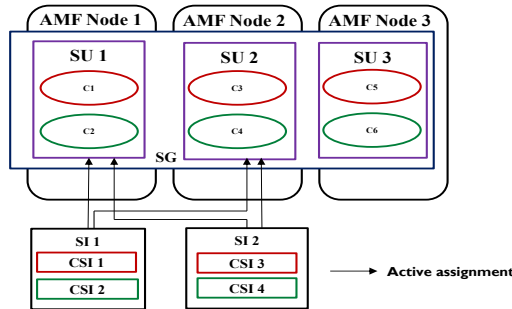 AMF Node 1 AMF Node 2 AMF Node 3
SU 1 SU 2 SU 3
C1 C3 C5
C2 C4 C6
SG
SI 1 SI 2
CSI 1 CSI 3
CSI 2 CSI 4
Active assignment